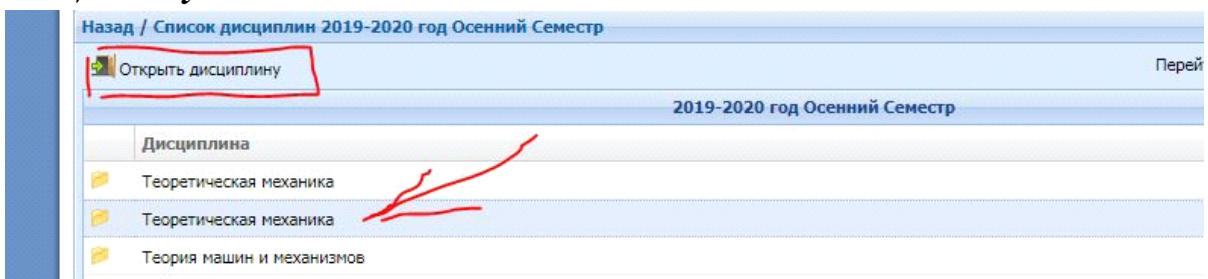 Назад / Список дисциплин 2019-2020 год Осенний Семестр
Открыть дисциплину
2019-2020 год Осенний Семестр
Дисциплина
Теоретическая механика
Теоретическая механика
Теория машин и механизмов